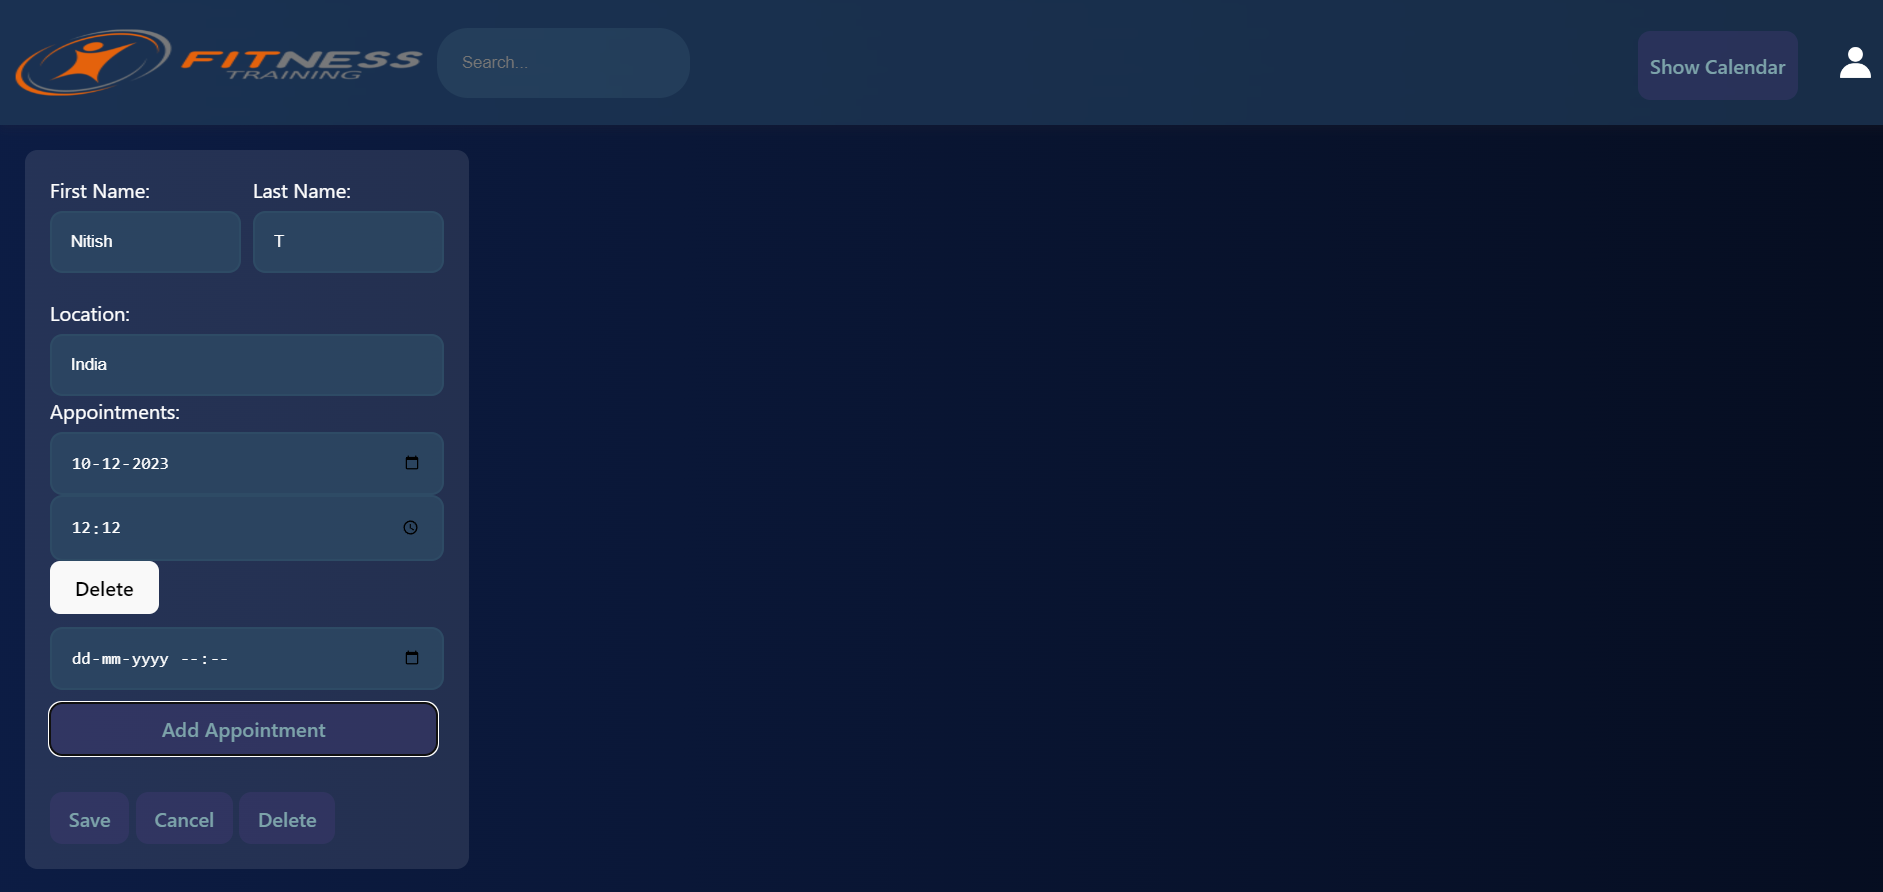 FITNESS
TRAINING
Search...
Show Calendar
First Name: Last Name:
Nitish T
Location:
India
Appointments:
10-12-2023
12:12
Delete
dd-mm-yyyy --:--
Add Appointment
Save Cancel Delete